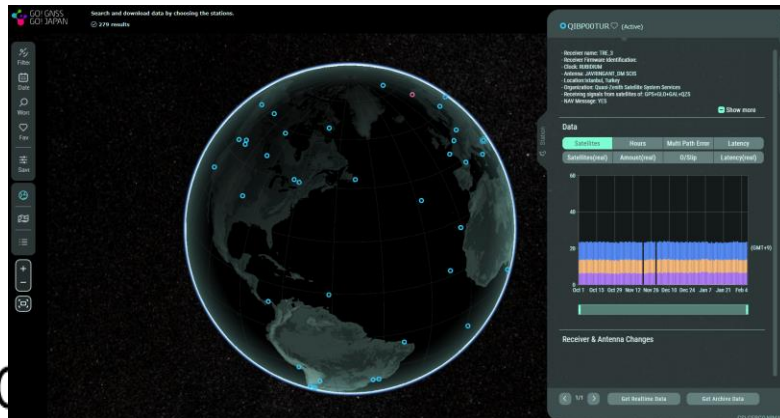 GO! GNSS
GO! JAPAN
Search and download data by choosing the stations.
279 results
Filter
Date
Fav
Save
QIBP00TUR (Active)
- Receiver name: TRE_3
- Receiver Firmware Identification:
- Clock: RUBIDIUM
- Antenna: JAVRINGANT_DM SCIS
- Location:Istanbul, Turkey
- Organization: Quasi-Zenith Satellite System Services
- Receiving signals from satellites of: GPS+GLO+GAL+QZS
- NAV Message: YES
Show more
Station
Data
Satellites Hours Multi Path Error Latency
Satellites(real) Amount(real) O/Slip Latency(real)
60
40
20
0
(GMT+9)
Oct 1 Oct 13 Oct 29 Nov 12 Nov 26 Dec 10 Dec 24 Jan 7 Jan 21 Feb 4
Receiver & Antenna Changes
1/1 Get Realtime Data Get Archive Data